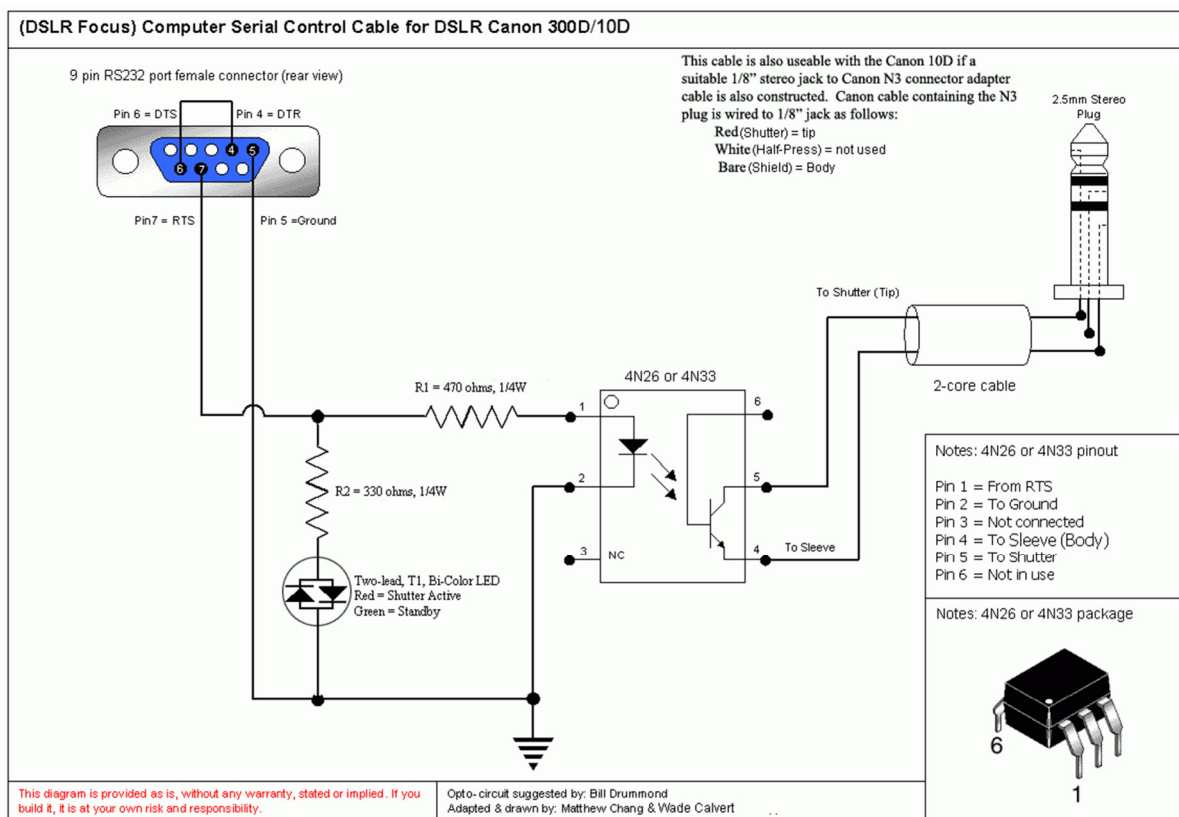 (DSLR Focus) Computer Serial Control Cable for DSLR Canon 300D/10D
9 pin RS232 port female connector (rear view)
Pin 6 = DTS
Pin 4 = DTR
4
5
6
7
Pin7 = RTS
Pin 5 =Ground
This cable is also useable with the Canon 10D if a
suitable 1/8” stereo jack to Canon N3 connector adapter
cable is also constructed. Canon cable containing the N3
plug is wired to 1/8” jack as follows:
Red(Shutter) = tip
White(Half-Press) = not used
Bare(Shield) = Body
2.5mm Stereo
Plug
To Shutter (Tip)
2-core cable
R1 = 470 ohms, 1/4W
4N26 or 4N33
1
6
2
5
3
NC
4
To Sleeve
R2 = 330 ohms, 1/4W
Two-lead, T1, Bi-Color LED
Red = Shutter Active
Green = Standby
Notes: 4N26 or 4N33 pinout
Pin 1 = From RTS
Pin 2 = To Ground
Pin 3 = Not connected
Pin 4 = To Sleeve (Body)
Pin 5 = To Shutter
Pin 6 = Not in use
Notes: 4N26 or 4N33 package
6
1
This diagram is provided as is, without any warranty, stated or implied. If you
build it, it is at your own risk and responsibility.
Opto-circuit suggested by: Bill Drummond
Adapted & drawn by: Matthew Chang & Wade Calvert